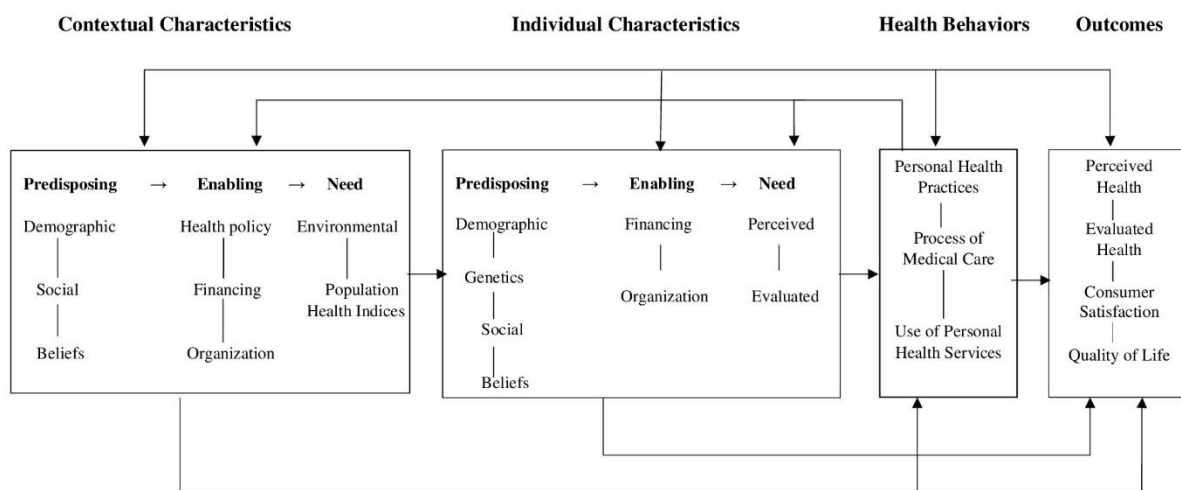 Contextual Characteristics
Individual Characteristics
Health Behaviors
Outcomes
Predisposing → Enabling → Need
Demographic
Social
Beliefs
Health policy
Financing
Organization
Environmental
Population
Health Indices
Predisposing → Enabling → Need
Demographic
Genetics
Social
Beliefs
Financing
Organization
Perceived
Evaluated
Personal Health
Practices
Process of
Medical Care
Use of Personal
Health Services
Perceived
Health
Evaluated
Health
Consumer
Satisfaction
Quality of Life